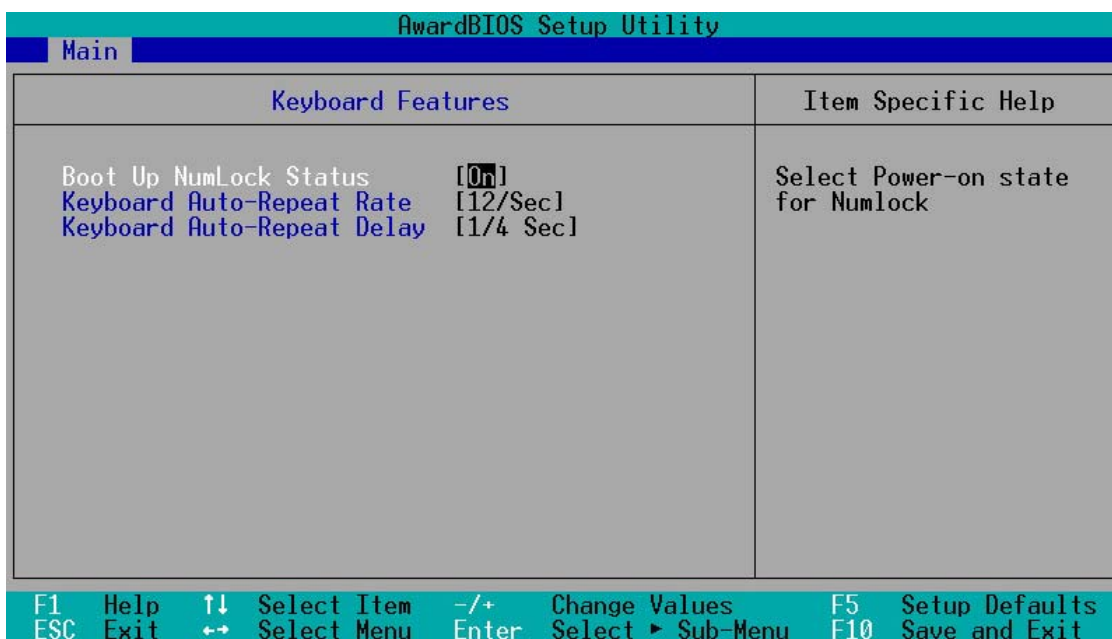 AwardBIOS Setup Utility
Main
Keyboard Features
Item Specific Help
Boot Up NumLock Status [On]
Keyboard Auto-Repeat Rate [12/Sec]
Keyboard Auto-Repeat Delay [1/4 Sec]
Select Power-on state
for Numlock
F1 Help ↑↓ Select Item -/+ Change Values F5 Setup Defaults
ESC Exit ←→ Select Menu Enter Select ► Sub-Menu F10 Save and Exit